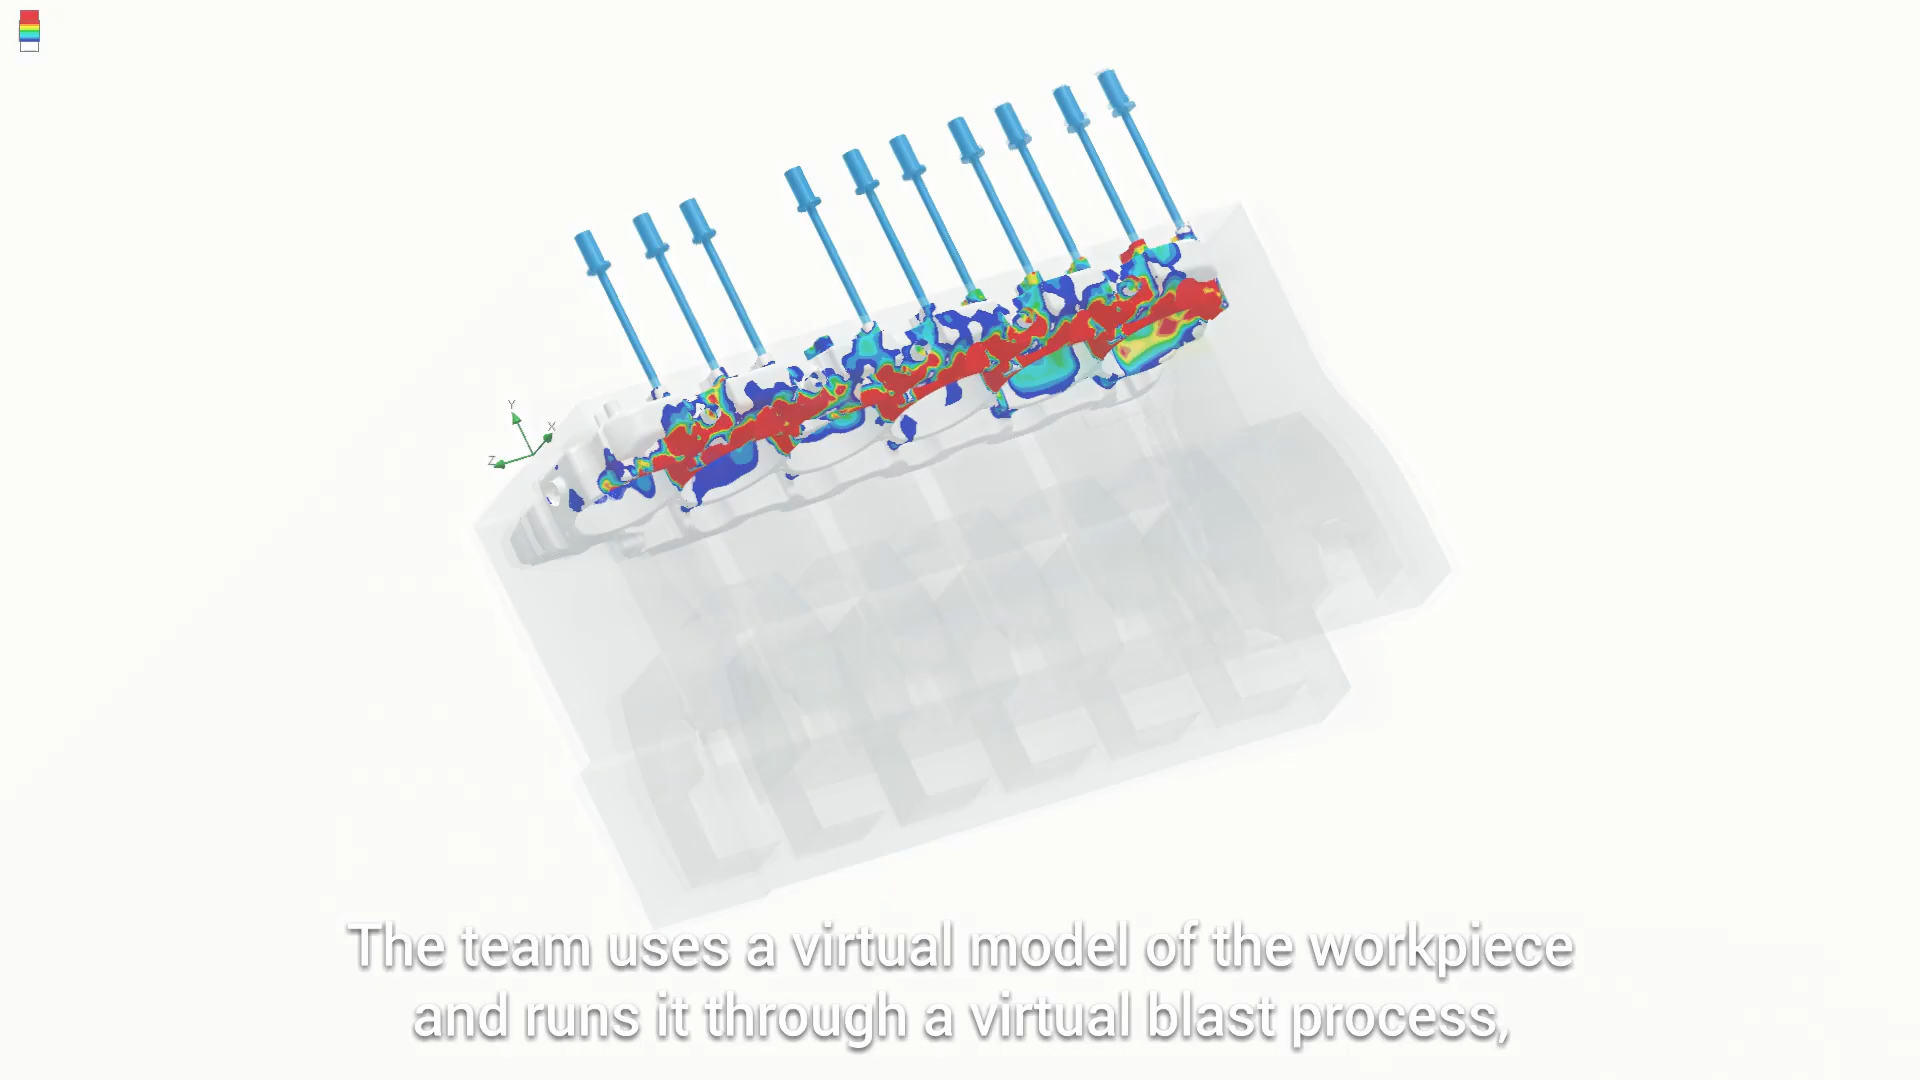 Y
X
Z
The team uses a virtual model of the workpiece
and runs it through a virtual blast process,